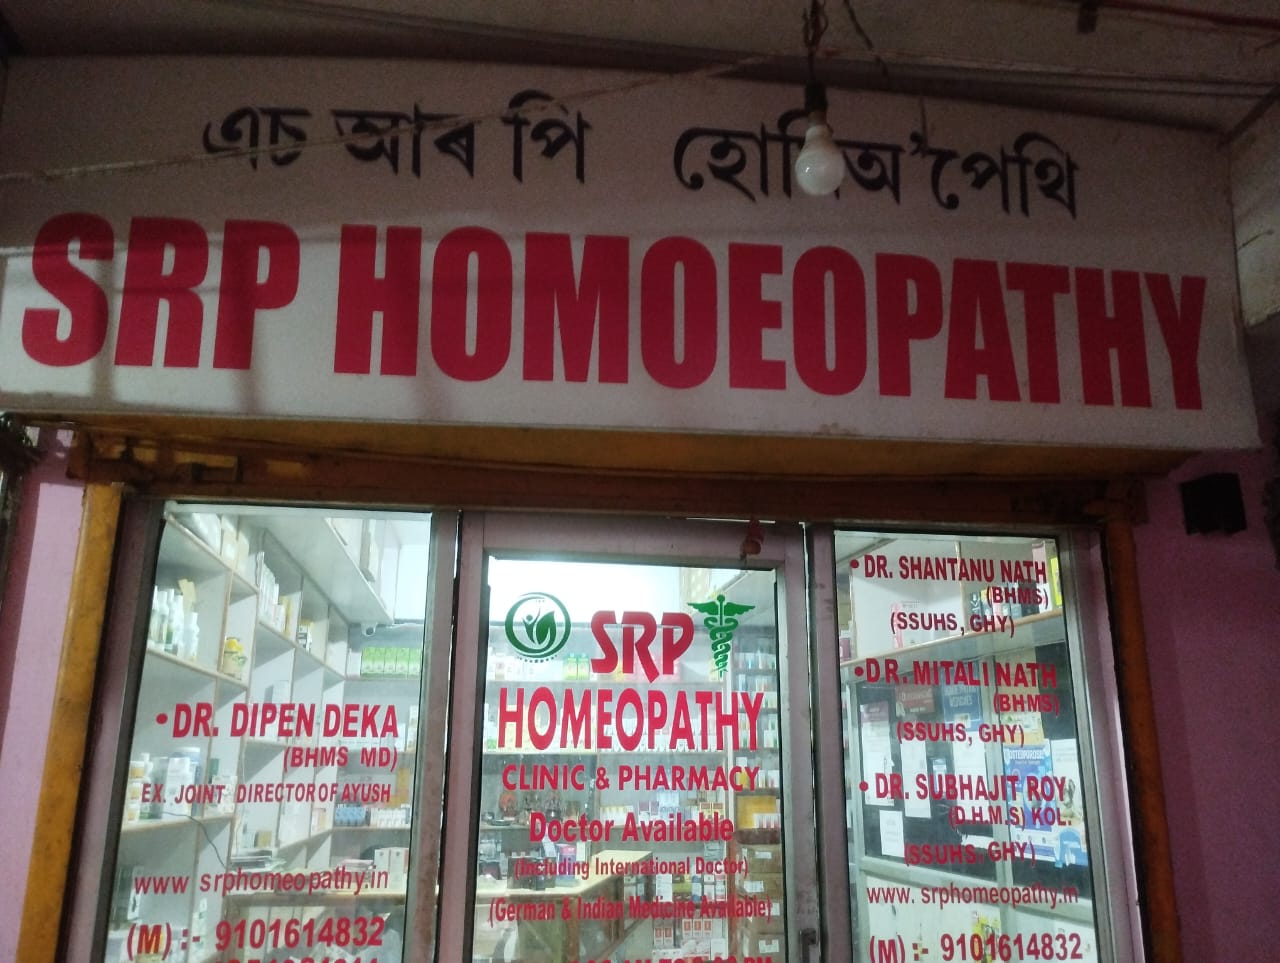 এচ আৰ পি হোমিঅ'পেথি
SRP HOMOEOPATHY
• DR. DIPEN DEKA
(BHMS MD)
EX. JOINT DIRECTOR OF AYUSH
www srphomeopathy.in
(M) :- 9101614832
SRP
HOMEOPATHY
CLINIC & PHARMACY
Doctor Available
(Including International Doctor)
(German & Indian Medicine Available)
• DR. SHANTANU NATH
(BHMS)
(SSUHS, GHY)
• DR. MITALI NATH
(BHMS)
(SSUHS, GHY)
• DR. SUBHAJIT ROY
(D.H.M.S) KOL.
(SSUHS, GHY)
www. srphomeopathy.in
(M) :- 9101614832